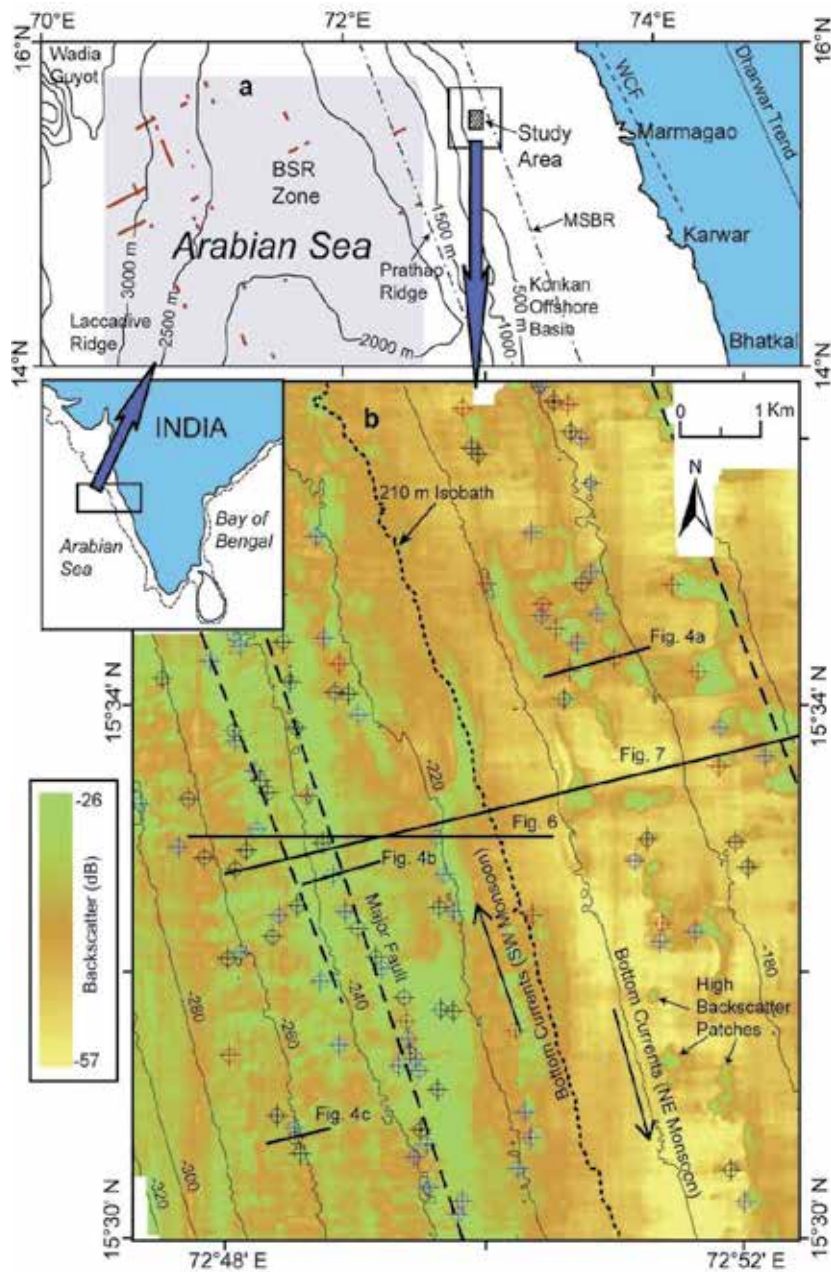 70°E
72°E
74°E
16°N
16°N
Wadia
Guyot
a
WCF
Dharwar Trend
Study
Area
Marmagao
BSR
Zone
Arabian Sea
MSBR
Karwar
3000 m
2500 m
1500 m
Prathap
Ridge
500 m
1000
Konkan
Offshore
Basin
Laccadive
Ridge
2000 m
Bhatkal
14°N
14°N
INDIA
Arabian
Sea
Bay of
Bengal
b
0 1 Km
N
210 m Isobath
Fig. 4a
15°34' N
15°34' N
Fig. 7
-220
Fig. 6
Fig. 4b
-26
Backscatter (dB)
-57
Major Fault
Bottom Currents (SW Monsoon)
Bottom Currents (NE Monsoon)
-180
High
Backscatter
Patches
-240
-280
-260
Fig. 4c
-300
-320
15°30' N
15°30' N
72°48' E
72°52' E